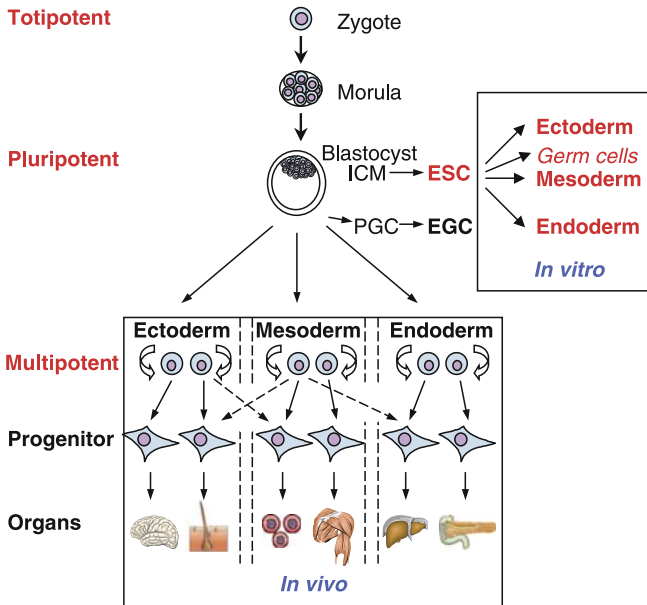 Totipotent
Zygote
Morula
Pluripotent
Blastocyst
ICM
ESC
PGC
EGC
Ectoderm
Germ cells
Mesoderm
Endoderm
In vitro
Ectoderm
Mesoderm
Endoderm
Multipotent
Progenitor
Organs
In vivo